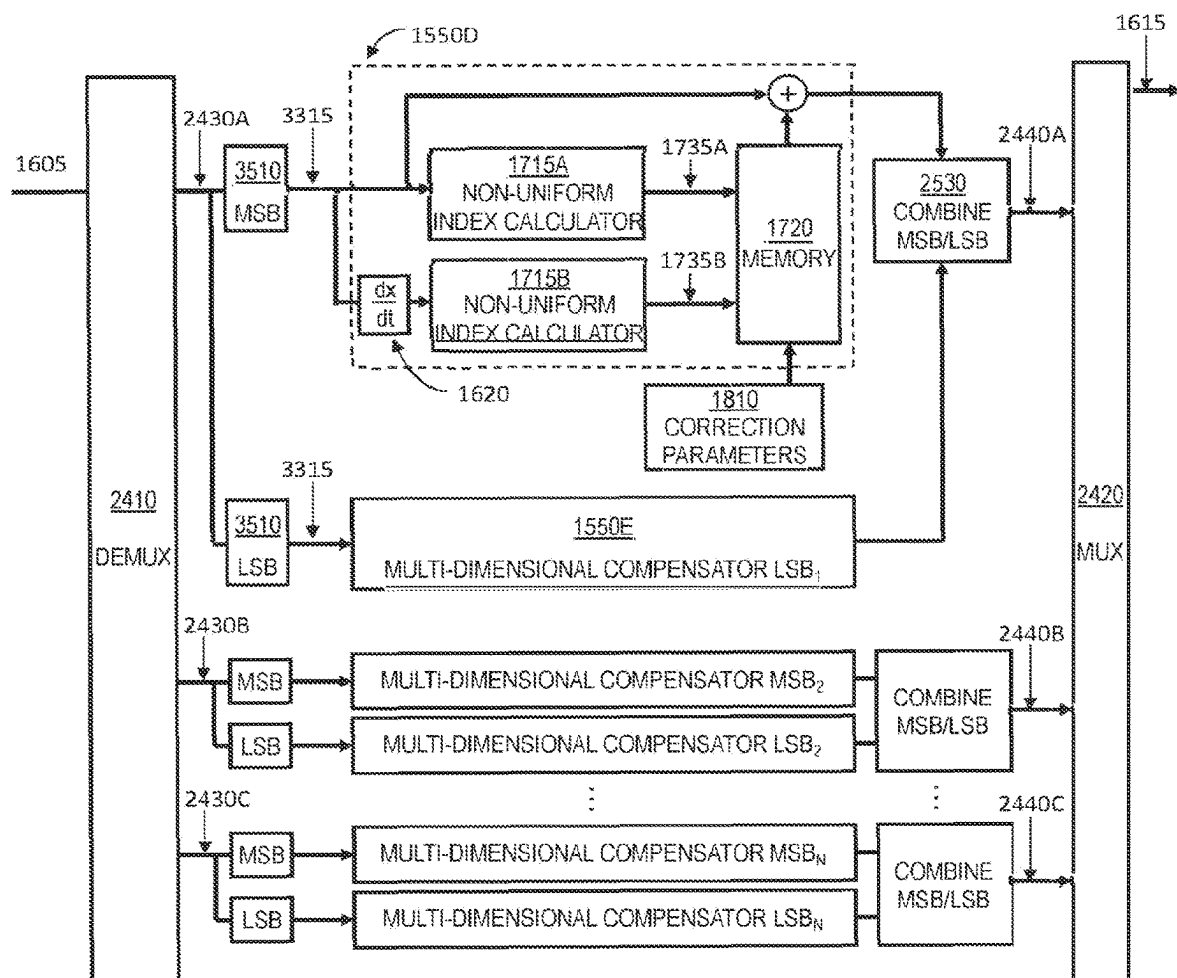 1550D
1615
2430A
3315
1605
3510
MSB
1715A
NON-UNIFORM
INDEX CALCULATOR
1735A
1720
MEMORY
2440A
2530
COMBINE
MSB/LSB
dx
dt
1715B
NON-UNIFORM
INDEX CALCULATOR
1735B
1620
1810
CORRECTION
PARAMETERS
2410
DEMUX
3315
3510
LSB
1550E
MULTI-DIMENSIONAL COMPENSATOR LSB₁
2420
MUX
2430B
MSB
MULTI-DIMENSIONAL COMPENSATOR MSB₂
LSB
MULTI-DIMENSIONAL COMPENSATOR LSB₂
COMBINE
MSB/LSB
2440B
2430C
MSB
MULTI-DIMENSIONAL COMPENSATOR MSB_N
LSB
MULTI-DIMENSIONAL COMPENSATOR LSB_N
COMBINE
MSB/LSB
2440C